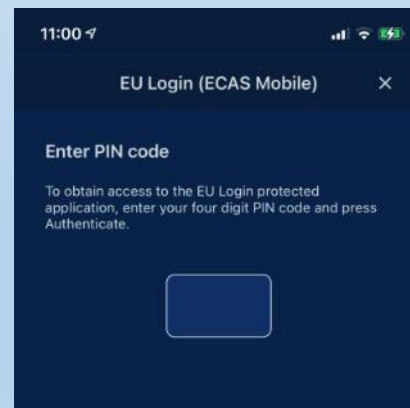 11:00
EU Login (ECAS Mobile)
Enter PIN code
To obtain access to the EU Login protected
application, enter your four digit PIN code and press
Authenticate.